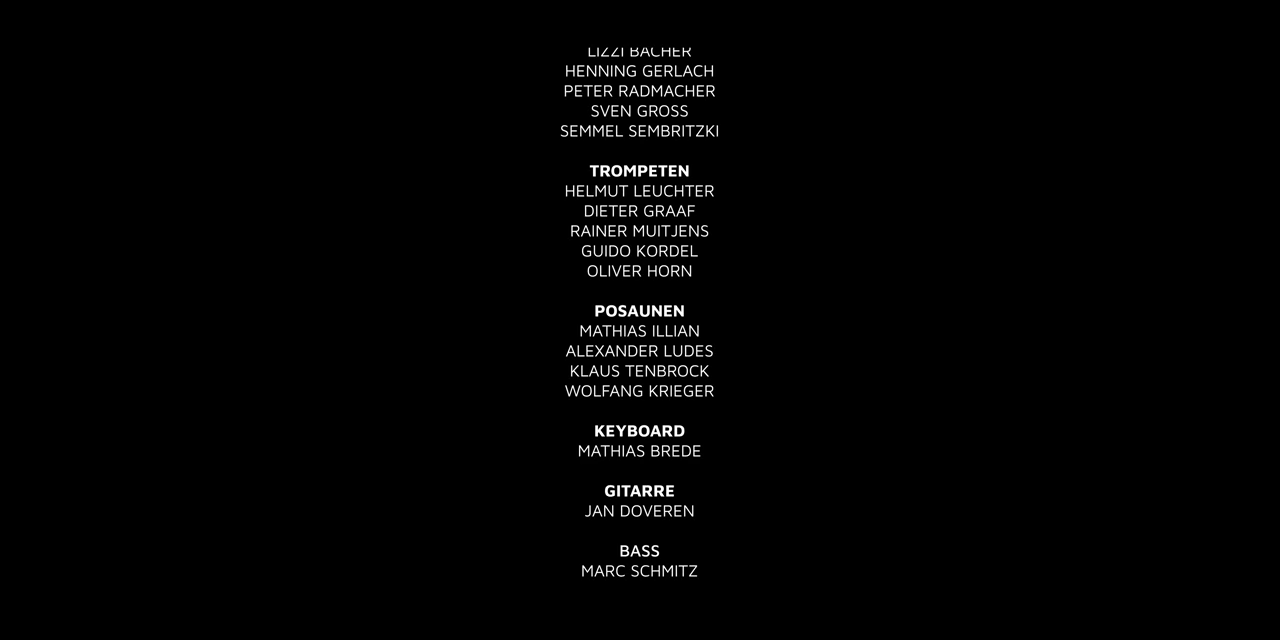 LIZZI BACHER
HENNING GERLACH
PETER RADMACHER
SVEN GROSS
SEMMEL SEMBRITZKI
TROMPETEN
HELMUT LEUCHTER
DIETER GRAAF
RAINER MUITJENS
GUIDO KORDEL
OLIVER HORN
POSAUNEN
MATHIAS ILLIAN
ALEXANDER LUDES
KLAUS TENBROCK
WOLFANG KRIEGER
KEYBOARD
MATHIAS BREDE
GITARRE
JAN DOVEREN
BASS
MARC SCHMITZ